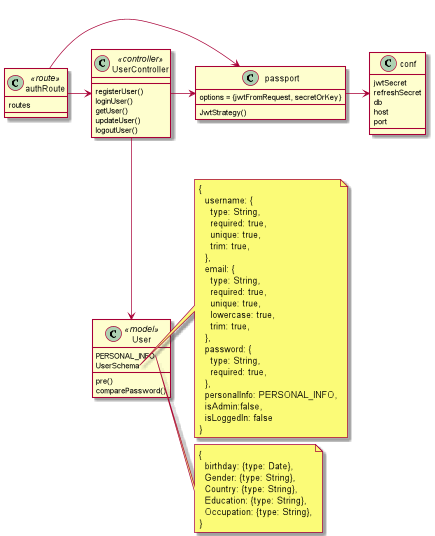 «route»
authRoute
routes
«controller»
UserController
registerUser()
loginUser()
getUser()
updateUser()
logoutUser()
passport
options = {jwtFromRequest, secretOrKey}
JwtStrategy()
conf
jwtSecret
refreshSecret
db
host
port
«model»
User
PERSONAL_INFO
UserSchema
pre()
comparePassword()
{
username: {
type: String,
required: true,
unique: true,
trim: true,
},
email: {
type: String,
required: true,
unique: true,
lowercase: true,
trim: true,
},
password: {
type: String,
required: true,
},
personalInfo: PERSONAL_INFO,
isAdmin:false,
isLoggedIn: false
}
{
birthday: {type: Date},
Gender: {type: String},
Country: {type: String},
Education: {type: String},
Occupation: {type: String},
}